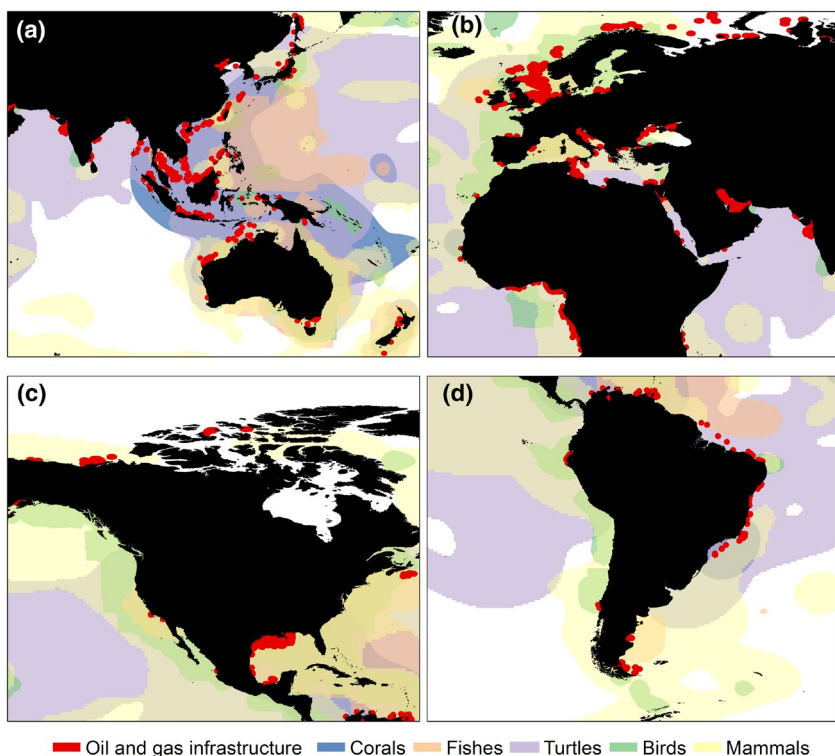 (a)
(b)
(c)
(d)
Oil and gas infrastructure Corals Fishes Turtles Birds Mammals